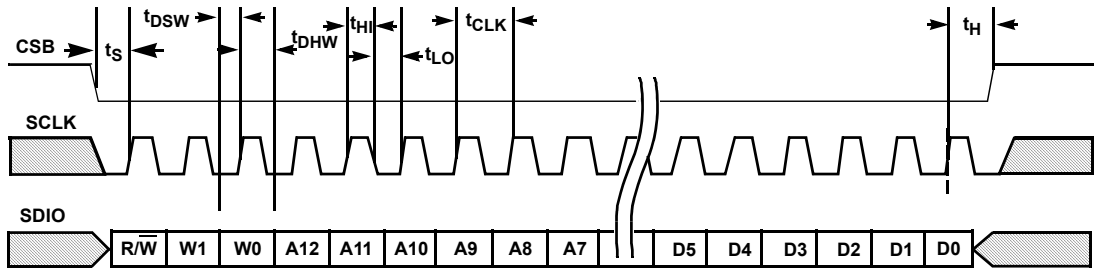 tDSW
tDHW
tHI
tCLK
tLO
tH
CSB
tS
SCLK
SDIO
R/W̅ W1 W0 A12 A11 A10 A9 A8 A7 D5 D4 D3 D2 D1 D0